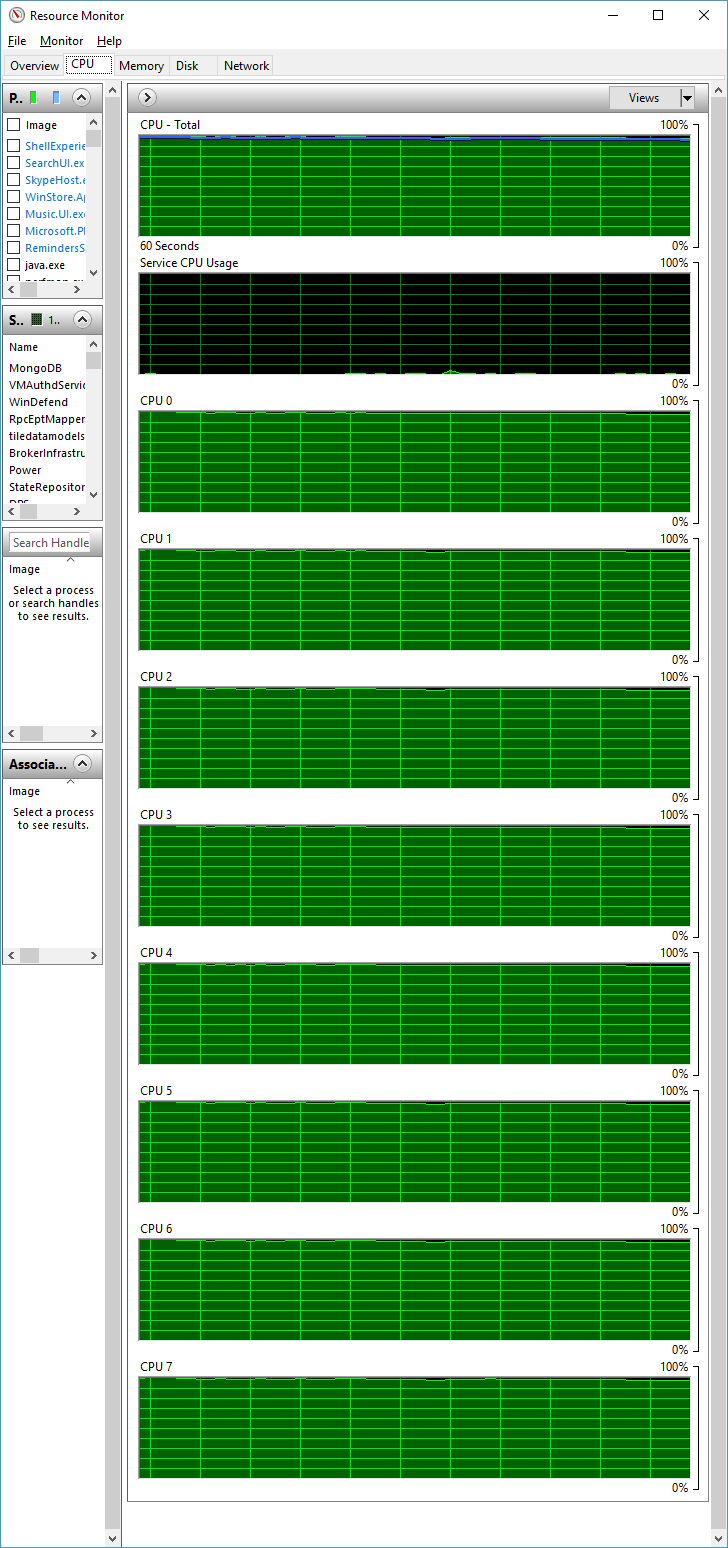 Resource Monitor
File Monitor Help
Overview CPU Memory Disk Network
P..
Image
ShellExperie
SearchUI.ex
SkypeHost.e
WinStore.Ap
Music.UI.exe
Microsoft.Pl
RemindersS
java.exe
S.. 1..
Name
MongoDB
VMAuthdServic
WinDefend
RpcEptMapper
tiledatamodels
BrokerInfrastru
Power
StateRepositor
Search Handle
Image
Select a process
or search handles
to see results.
Associa...
Image
Select a process
to see results.
Views
CPU - Total 100%
60 Seconds 0%
Service CPU Usage 100%
0%
CPU 0 100%
0%
CPU 1 100%
0%
CPU 2 100%
0%
CPU 3 100%
0%
CPU 4 100%
0%
CPU 5 100%
0%
CPU 6 100%
0%
CPU 7 100%
0%